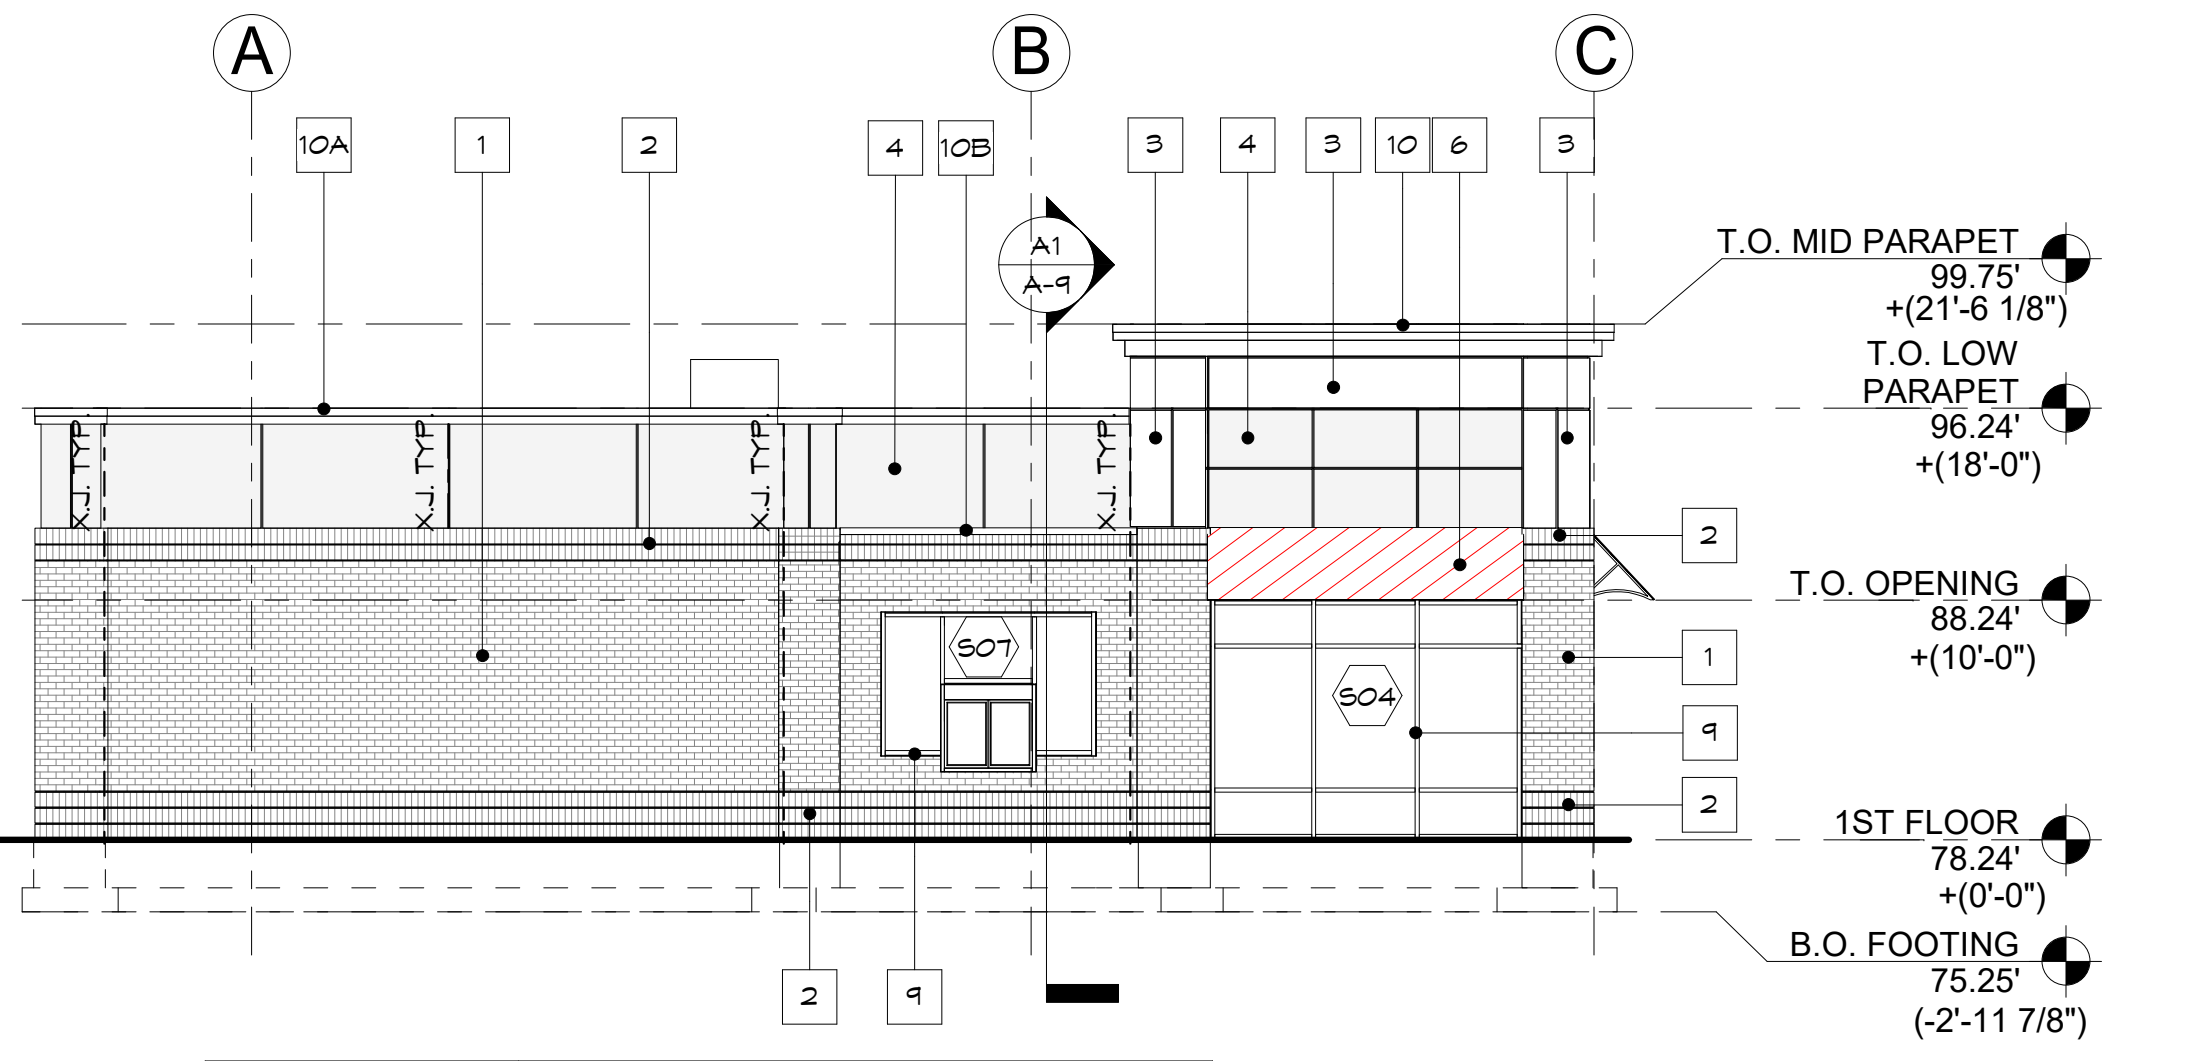 A
B
C
10A
1
2
4
10B
3
4
3
10
6
3
A1
A-9
T.O. MID PARAPET
99.75'
+(21'-6 1/8")
T.O. LOW
PARAPET
96.24'
+(18'-0")
X.J. TYP.
X.J. TYP.
X.J. TYP.
X.J. TYP.
2
T.O. OPENING
88.24'
+(10'-0")
S07
1
S04
9
2
1ST FLOOR
78.24'
+(0'-0")
B.O. FOOTING
75.25'
(-2'-11 7/8")
2
9